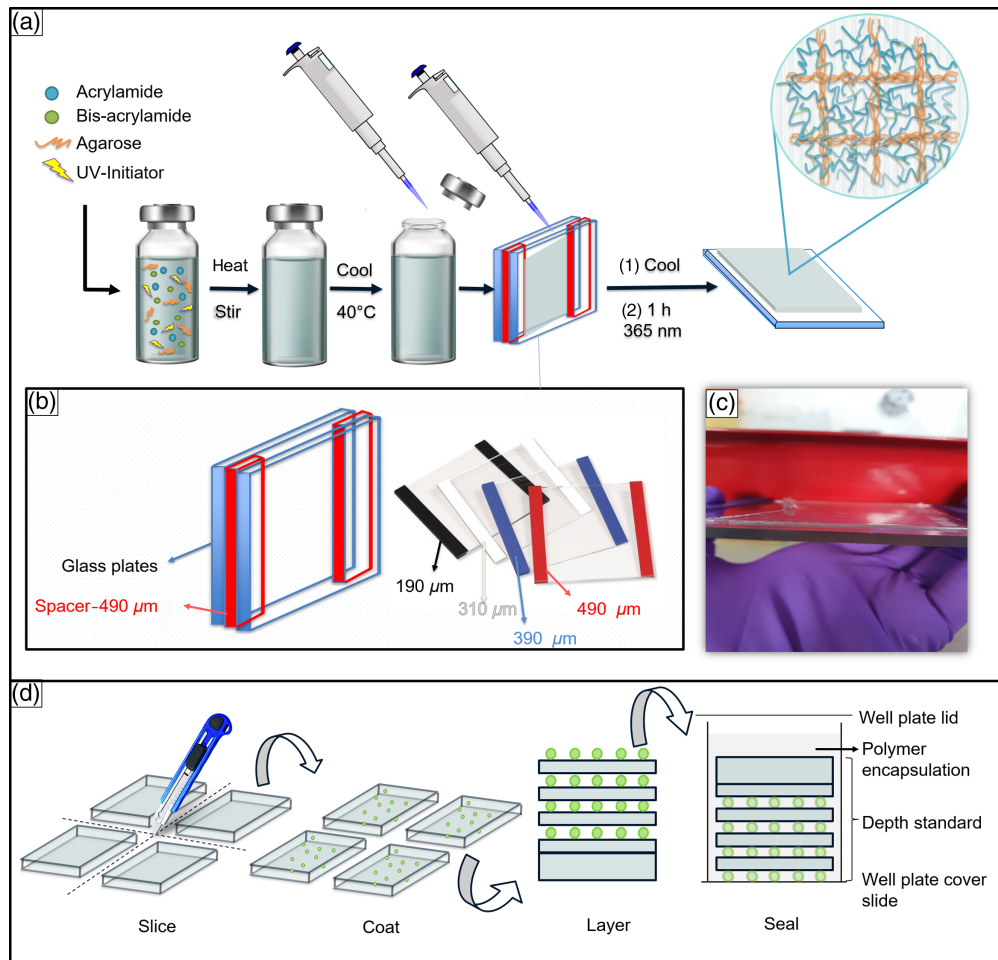 (a)
Acrylamide
Bis-acrylamide
Agarose
UV-Initiator
Heat
Stir
Cool
40°C
(1) Cool
(2) 1 h
365 nm
(b)
Glass plates
Spacer-490 µm
190 µm
310 µm
390 µm
490 µm
(c)
(d)
Slice
Coat
Layer
Seal
Well plate lid
Polymer
encapsulation
Depth standard
Well plate cover
slide